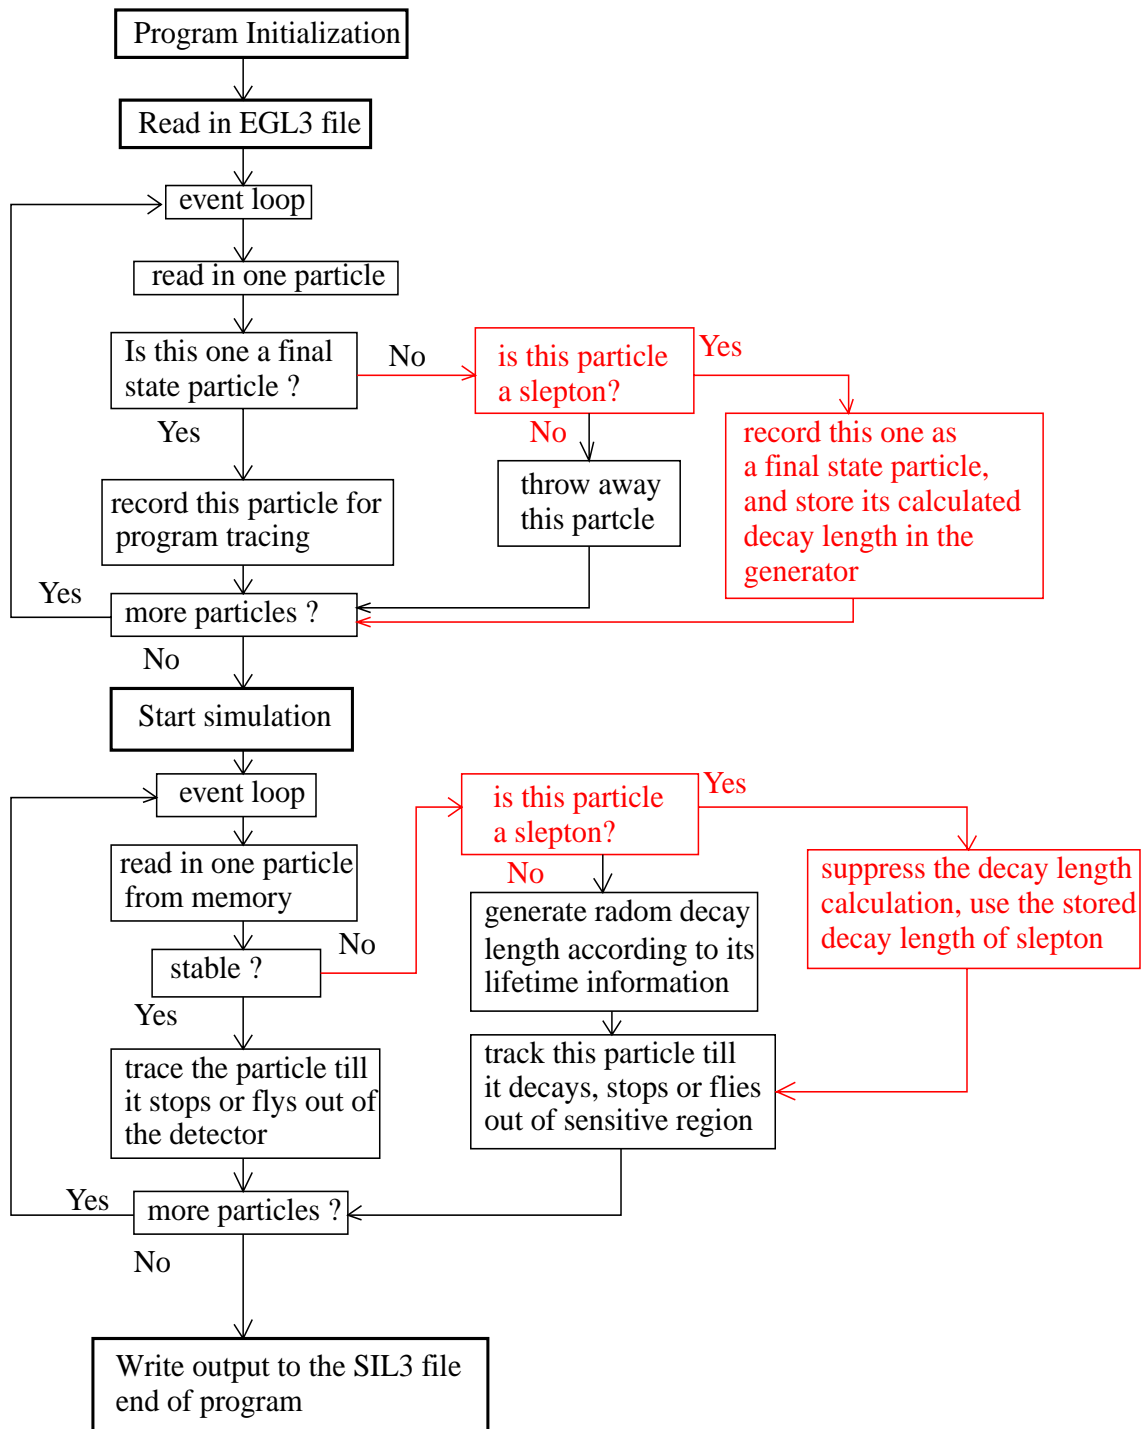 Program Initialization
Read in EGL3 file
event loop
read in one particle
Is this one a final
state particle ?
No
is this particle
a slepton?
Yes
Yes
No
record this one as
a final state particle,
and store its calculated
decay length in the
generator
throw away
this partcle
record this particle for
program tracing
Yes
more particles ?
No
Start simulation
event loop
is this particle
a slepton?
Yes
read in one particle
from memory
No
No
suppress the decay length
calculation, use the stored
decay length of slepton
generate radom decay
length according to its
lifetime information
stable ?
Yes
trace the particle till
it stops or flys out of
the detector
track this particle till
it decays, stops or flies
out of sensitive region
Yes
more particles ?
No
Write output to the SIL3 file
end of program